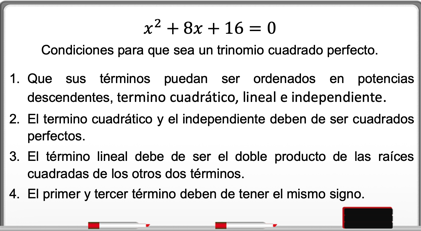 x² + 8x + 16 = 0
Condiciones para que sea un trinomio cuadrado perfecto.
1. Que sus términos puedan ser ordenados en potencias
descendentes, termino cuadrático, lineal e independiente.
2. El termino cuadrático y el independiente deben de ser cuadrados
perfectos.
3. El término lineal debe de ser el doble producto de las raíces
cuadradas de los otros dos términos.
4. El primer y tercer término deben de tener el mismo signo.